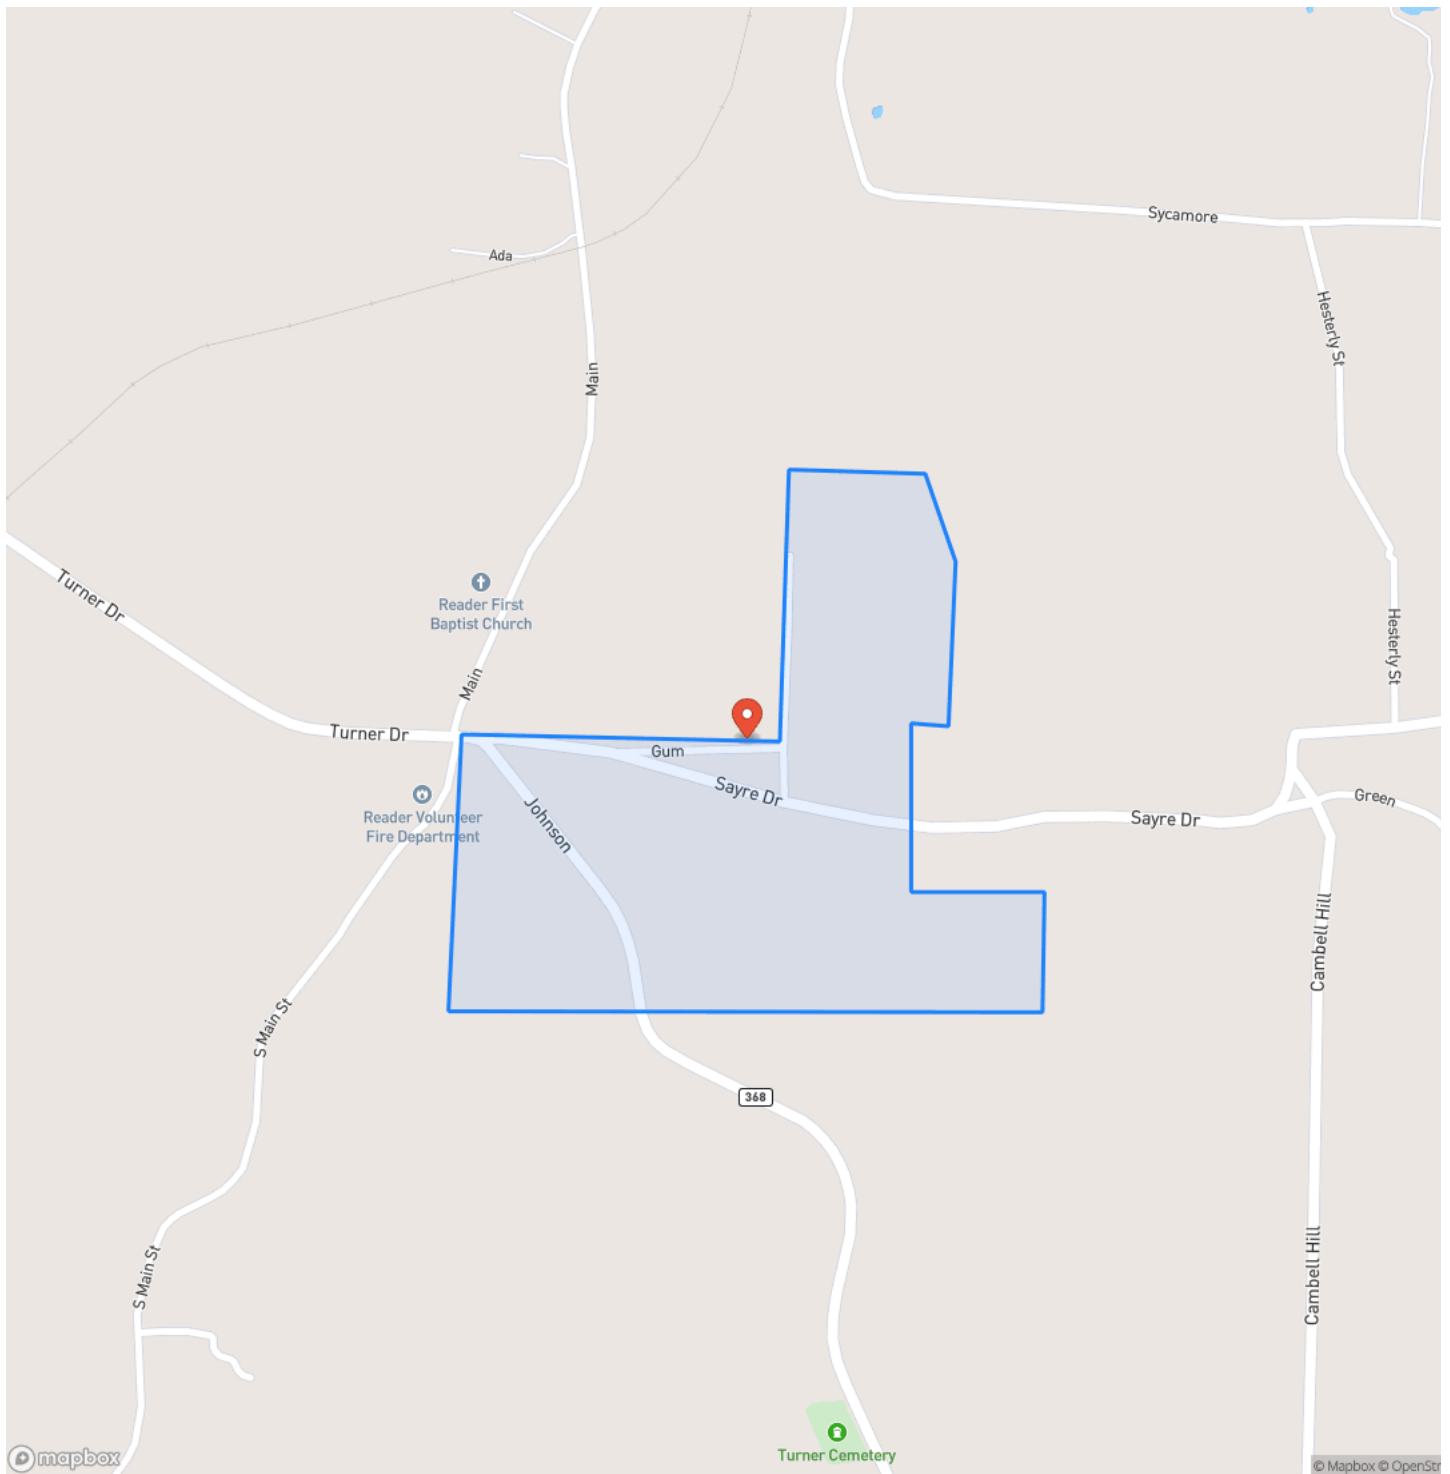 Sycamore
Ada
Hesterly St
Main
Turner Dr
Reader First
Baptist Church
Hesterly St
Main
Turner Dr
Gum
Sayre Dr
Johnson
Reader Volunteer
Fire Department
Sayre Dr
Green
Cambell Hill
S Main St
368
S Main St
Cambell Hill
Turner Cemetery
mapbox
© Mapbox © OpenStr